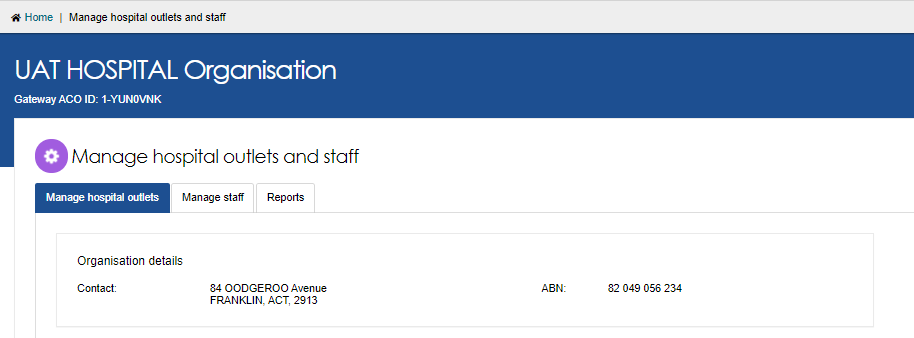 Home | Manage hospital outlets and staff
UAT HOSPITAL Organisation
Gateway ACO ID: 1-YUN0VNK
Manage hospital outlets and staff
Manage hospital outlets Manage staff Reports
Organisation details
Contact: 84 OODGEROO Avenue ABN: 82 049 056 234
FRANKLIN, ACT, 2913